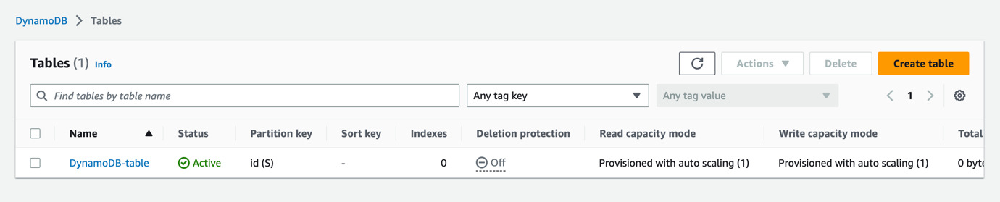 DynamoDB > Tables
Tables (1) Info
Actions
Delete
Create table
Find tables by table name
Any tag key
Any tag value
1
Name Status Partition key Sort key Indexes Deletion protection Read capacity mode Write capacity mode Total
DynamoDB-table Active id (S) - 0 Off Provisioned with auto scaling (1) Provisioned with auto scaling (1) 0 byte